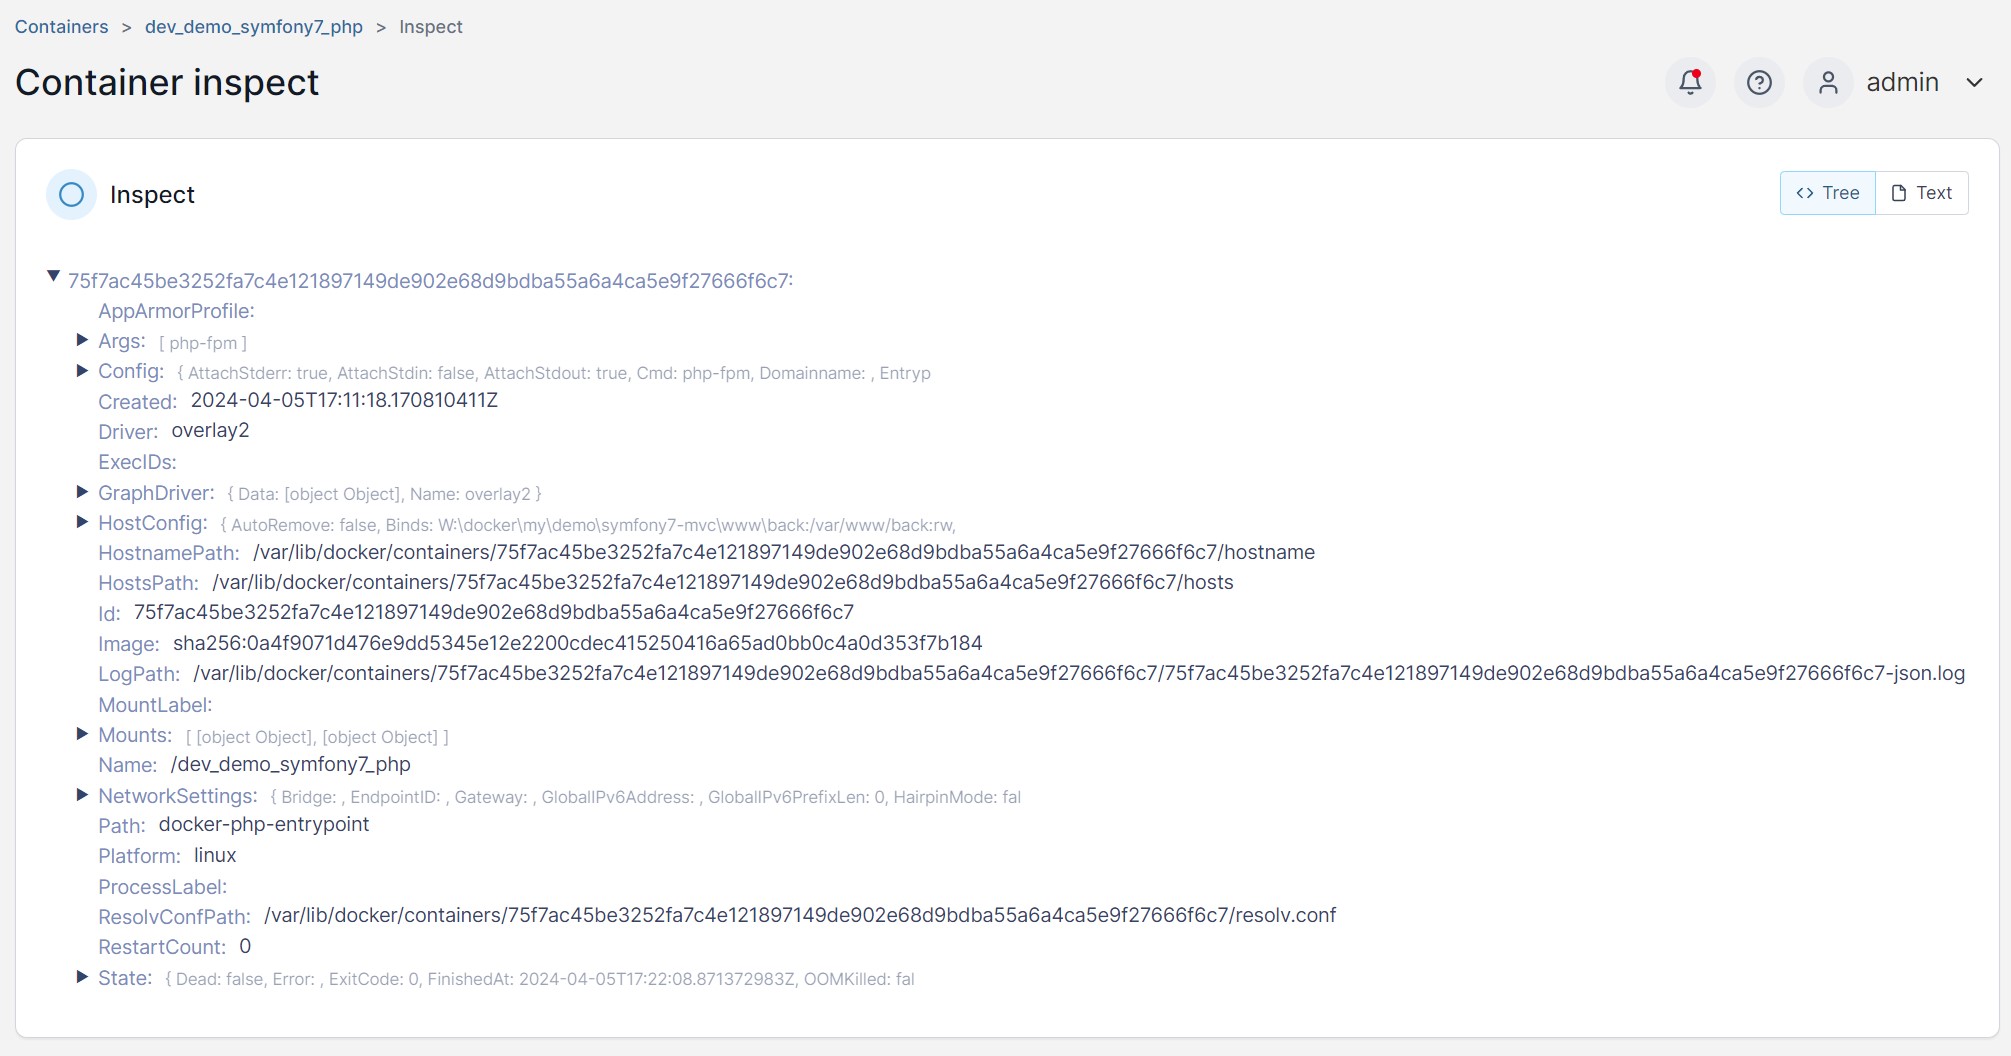 Containers > dev_demo_symfony7_php > Inspect
Container inspect
admin
Inspect
Tree
Text
75f7ac45be3252fa7c4e121897149de902e68d9bdba55a6a4ca5e9f27666f6c7:
AppArmorProfile:
Args: [ php-fpm ]
Config: { AttachStderr: true, AttachStdin: false, AttachStdout: true, Cmd: php-fpm, Domainname: , Entryp
Created: 2024-04-05T17:11:18.170810411Z
Driver: overlay2
ExecIDs:
GraphDriver: { Data: [object Object], Name: overlay2 }
HostConfig: { AutoRemove: false, Binds: W:\docker\my\demo\symfony7-mvc\www\back:/var/www/back:rw,
HostnamePath: /var/lib/docker/containers/75f7ac45be3252fa7c4e121897149de902e68d9bdba55a6a4ca5e9f27666f6c7/hostname
HostsPath: /var/lib/docker/containers/75f7ac45be3252fa7c4e121897149de902e68d9bdba55a6a4ca5e9f27666f6c7/hosts
Id: 75f7ac45be3252fa7c4e121897149de902e68d9bdba55a6a4ca5e9f27666f6c7
Image: sha256:0a4f9071d476e9dd5345e12e2200cdec415250416a65ad0bb0c4a0d353f7b184
LogPath: /var/lib/docker/containers/75f7ac45be3252fa7c4e121897149de902e68d9bdba55a6a4ca5e9f27666f6c7/75f7ac45be3252fa7c4e121897149de902e68d9bdba55a6a4ca5e9f27666f6c7-json.log
MountLabel:
Mounts: [ [object Object], [object Object] ]
Name: /dev_demo_symfony7_php
NetworkSettings: { Bridge: , EndpointID: , Gateway: , GlobalIPv6Address: , GlobalIPv6PrefixLen: 0, HairpinMode: fal
Path: docker-php-entrypoint
Platform: linux
ProcessLabel:
ResolvConfPath: /var/lib/docker/containers/75f7ac45be3252fa7c4e121897149de902e68d9bdba55a6a4ca5e9f27666f6c7/resolv.conf
RestartCount: 0
State: { Dead: false, Error: , ExitCode: 0, FinishedAt: 2024-04-05T17:22:08.871372983Z, OOMKilled: fal